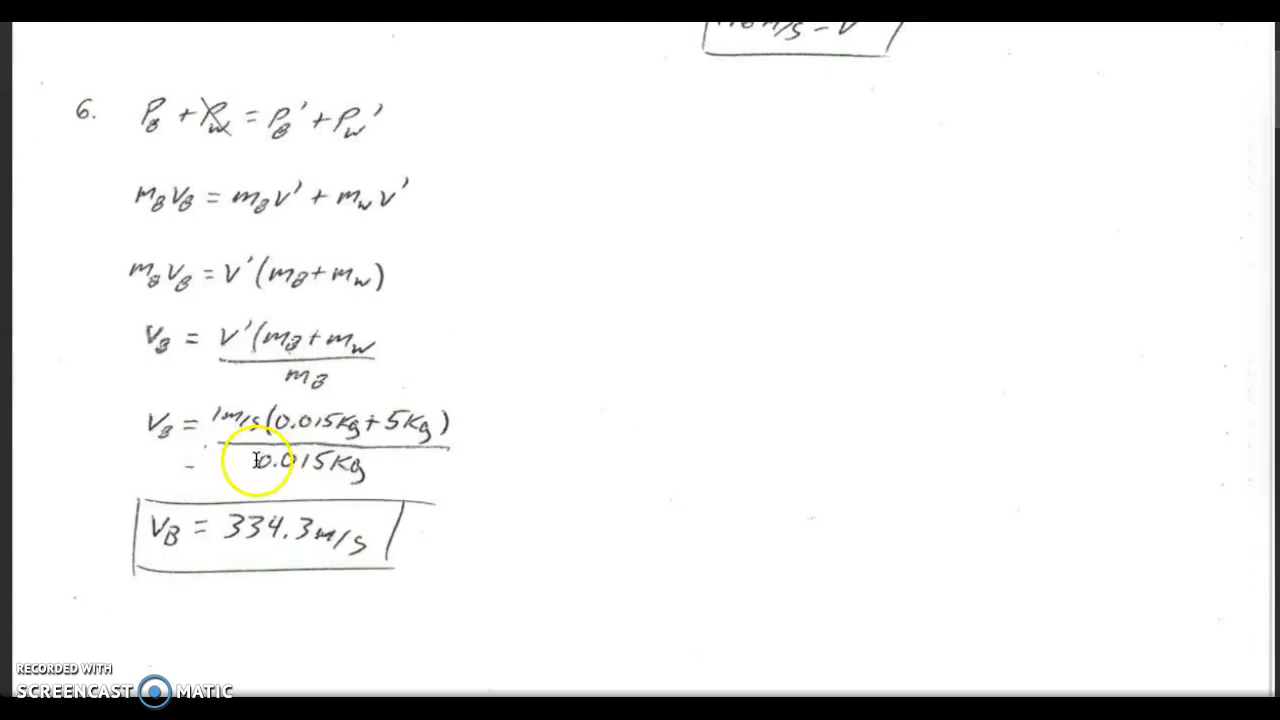 6. P_B + P_W = P_B' + P_W'
m_B V_B = m_B V' + m_W V'
m_B V_B = V'(m_B + m_W)
V_B = V'(m_B + m_W
m_B
V_B = 1m/s(0.015Kg + 5Kg)
0.015Kg
V_B = 334.3m/s
RECORDED WITH
SCREENCAST MATIC